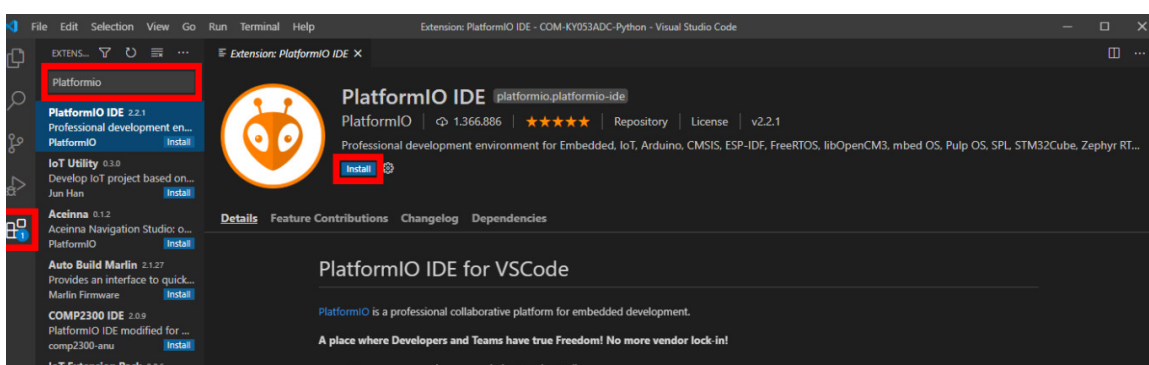 File Edit Selection View Go Run Terminal Help Extension: PlatformIO IDE - COM-KY053ADC-Python - Visual Studio Code
EXTENS...
Extension: PlatformIO IDE
Platformio
PlatformIO IDE 2.2.1
Professional development en...
PlatformIO Install
IoT Utility 0.3.0
Develop IoT project based on...
Jun Han Install
Aceinna 0.1.2
Aceinna Navigation Studio: o...
PlatformIO Install
Auto Build Marlin 2.1.27
Provides an interface to quick...
Marlin Firmware Install
COMP2300 IDE 2.0.9
PlatformIO IDE modified for ...
comp2300-anu Install
1
PlatformIO IDE platformio.platformio-ide
PlatformIO 1.366.886 Repository License v2.2.1
Professional development environment for Embedded, IoT, Arduino, CMSIS, ESP-IDF, FreeRTOS, libOpenCM3, mbed OS, Pulp OS, SPL, STM32Cube, Zephyr RT...
Install
Details Feature Contributions Changelog Dependencies
PlatformIO IDE for VSCode
PlatformIO is a professional collaborative platform for embedded development.
A place where Developers and Teams have true Freedom! No more vendor lock-in!